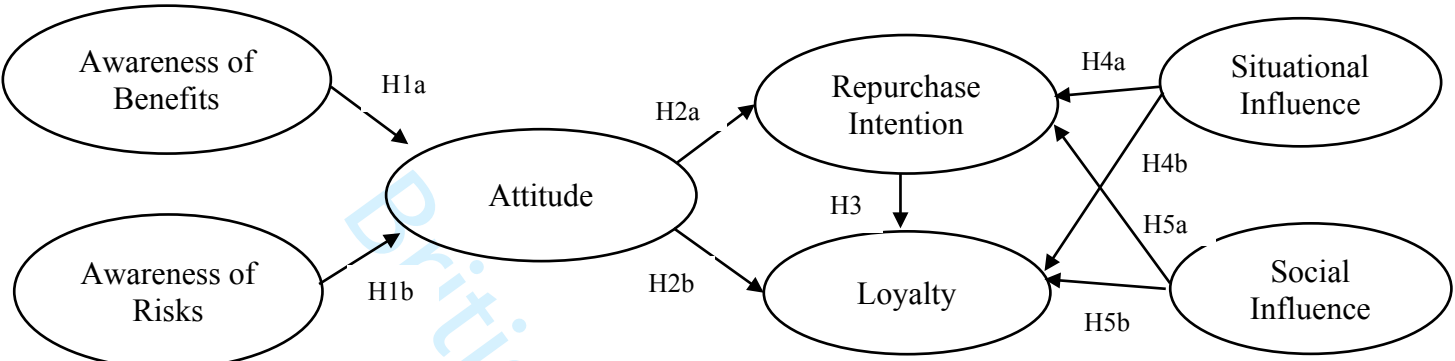 Awareness of
Benefits
H1a
Awareness of
Risks
H1b
Attitude
H2a
H2b
Repurchase
Intention
H3
Loyalty
H4a
H4b
H5a
H5b
Situational
Influence
Social
Influence
Briti